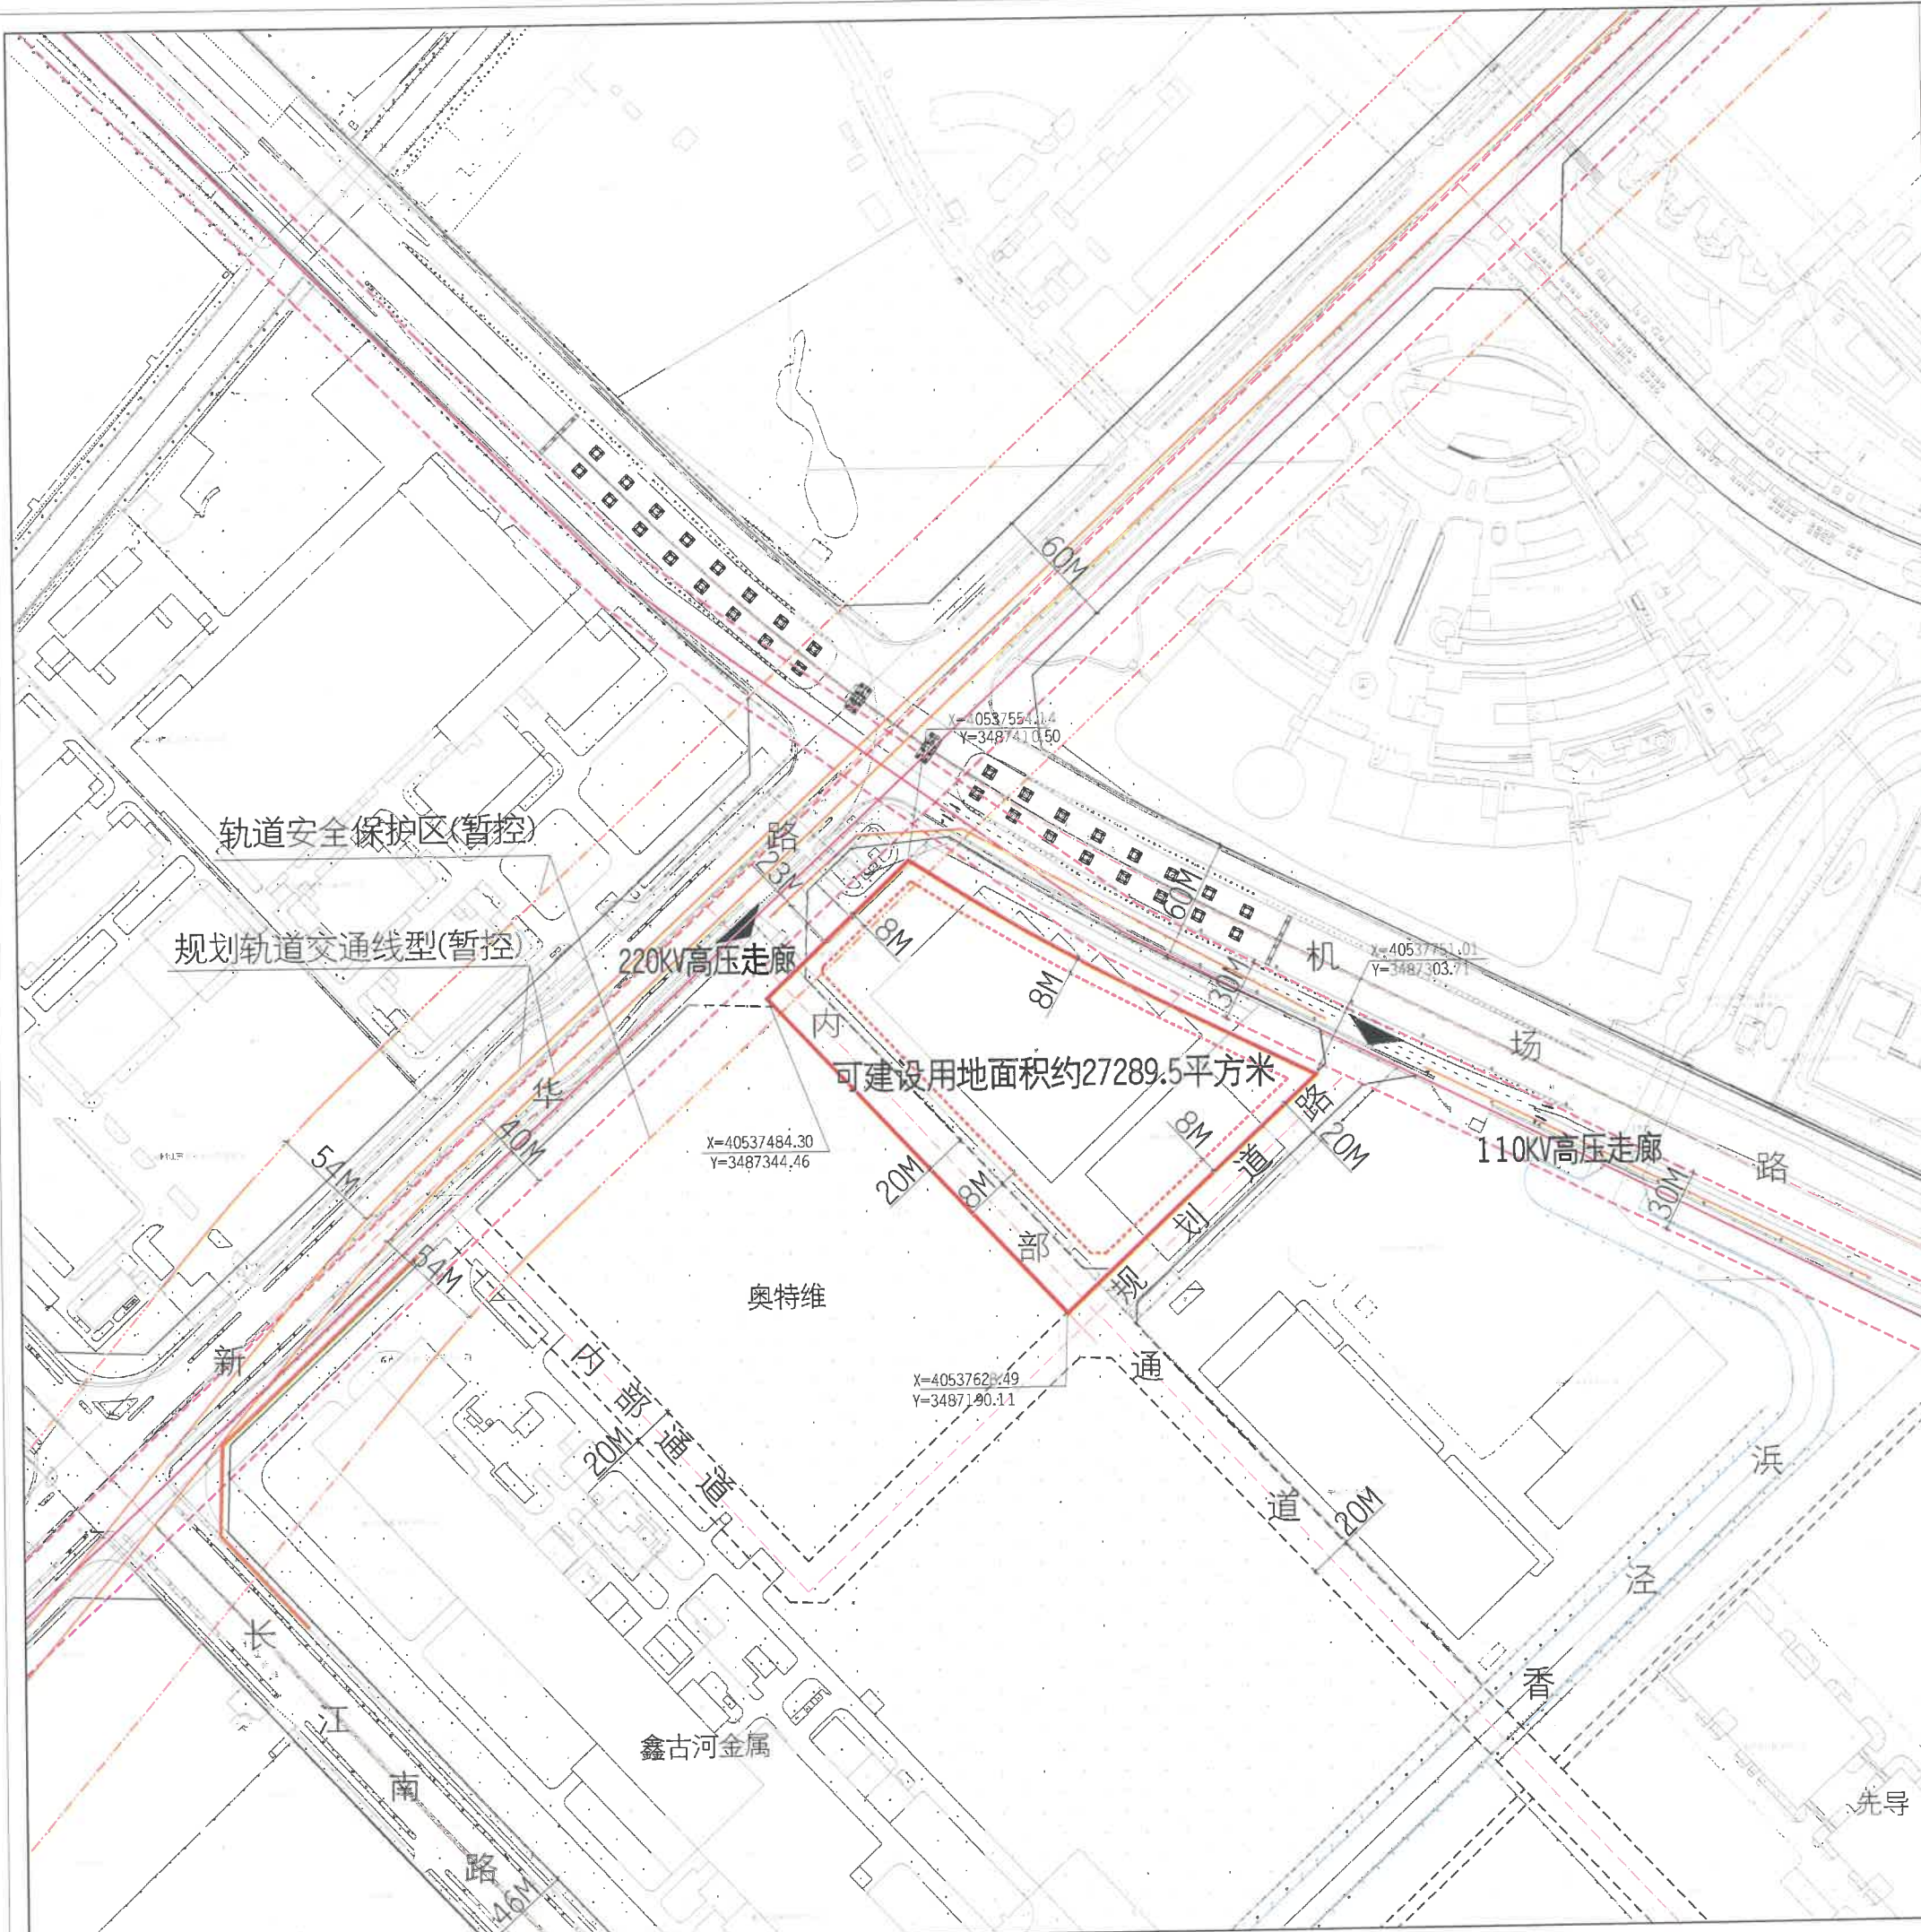 60M
X=40537554.14
Y=3487410.50
轨道安全保护区(暂控)
路
23M
60M
8M
规划轨道交通线型(暂控)
220KV高压走廊
机
X=40537751.01
Y=3487303.71
8M
30M
内
场
可建设用地面积约27289.5平方米
华
路
8M
20M
40M
X=40537484.30
Y=3487344.46
54M
110KV高压走廊
道
路
20M
8M
30M
划
部
54M
规
奥特维
新
内部通道
通
X=40537628.49
Y=3487190.11
20M
浜
道
20M
泾
长
香
江
鑫古河金属
南
先导
路
46M